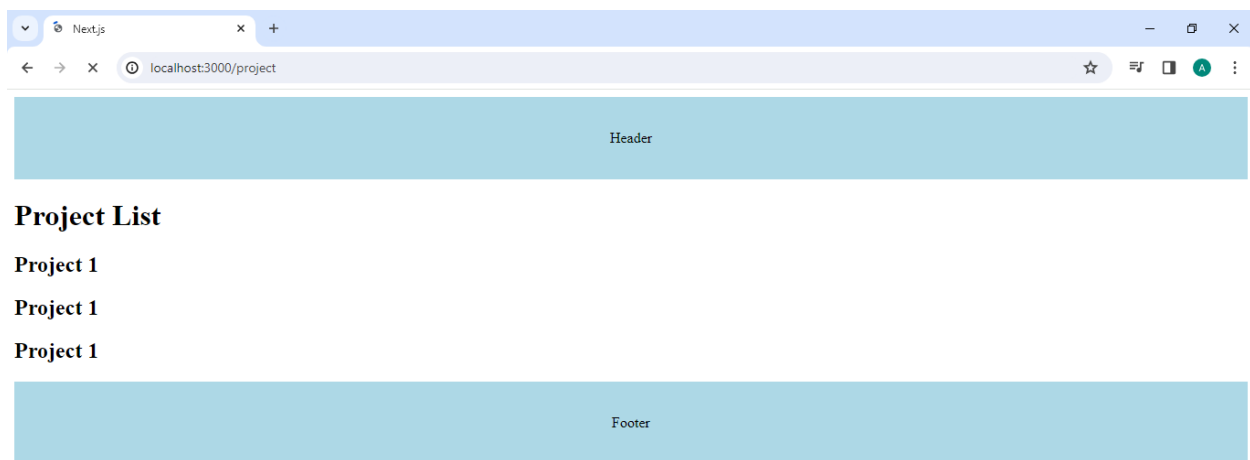 Next.js
localhost:3000/project
A
Header
Project List
Project 1
Project 1
Project 1
Footer